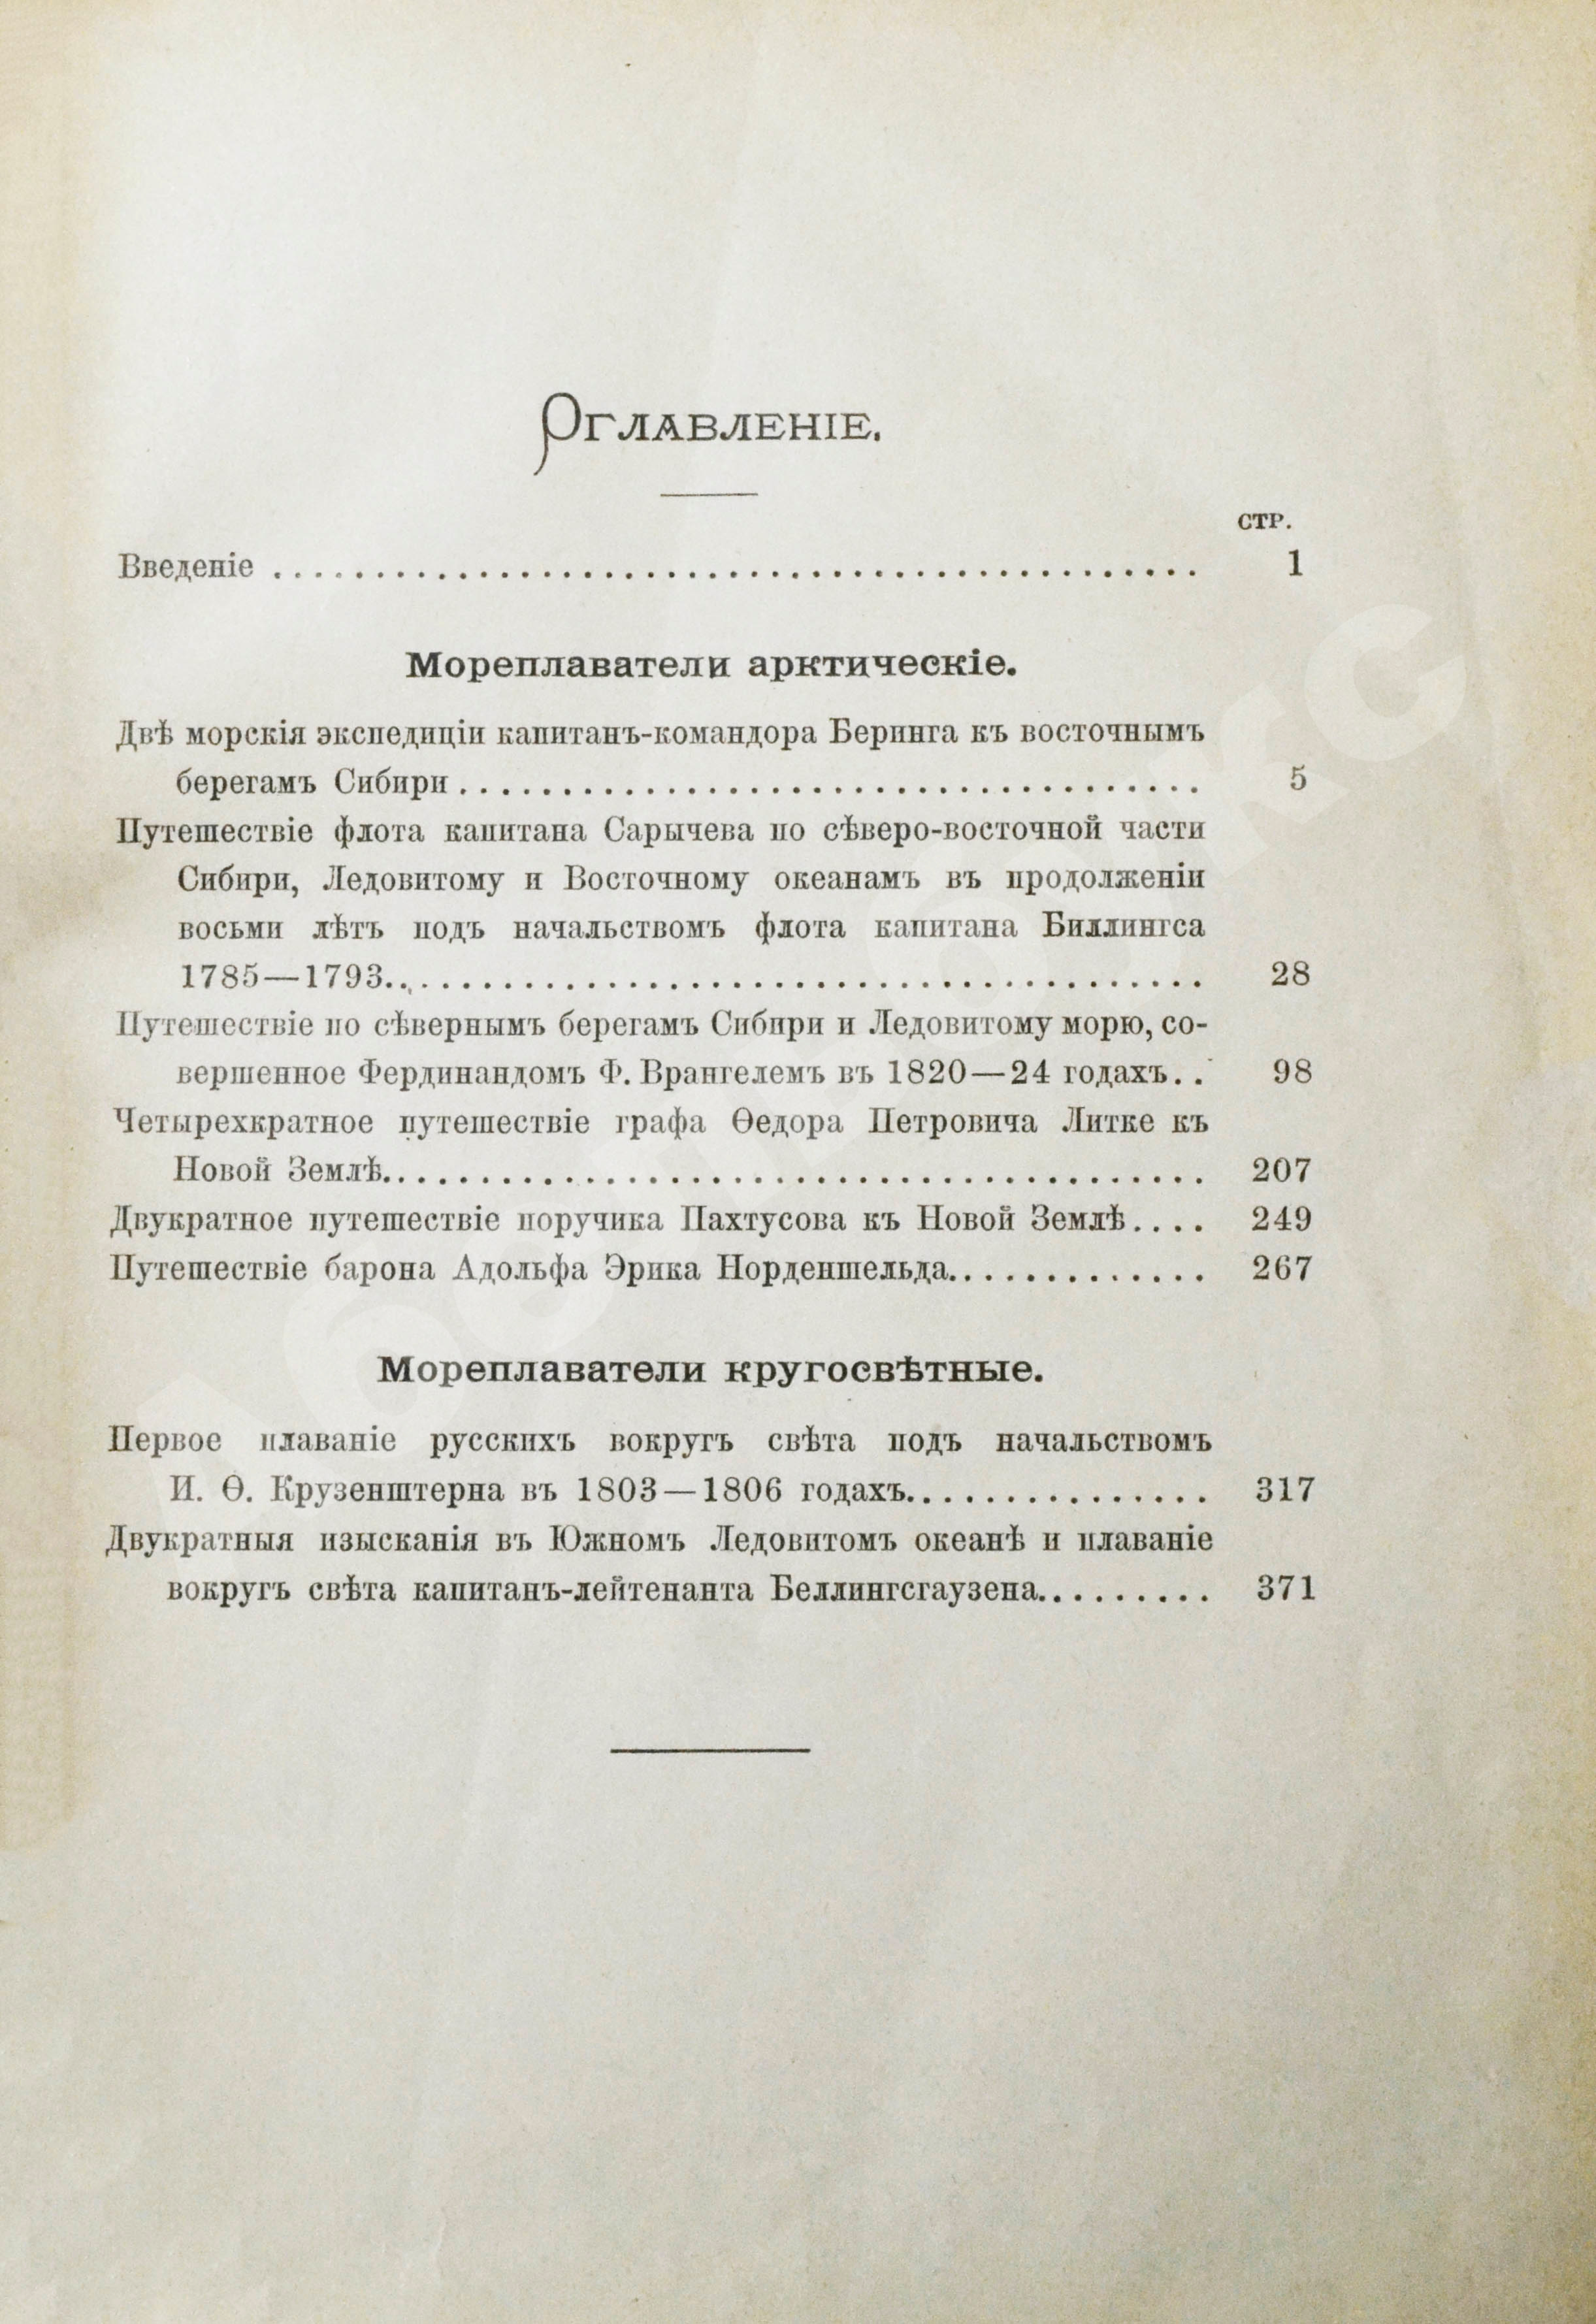 Оглавленіе.
стр.
Введеніе . . . . . . . . . . . . . . . . . . . . . . . . . . . . . . . . . . . . . . . . . . . . . 1
Мореплаватели арктическіе.
Двѣ морскія экспедиціи капитанъ-командора Беринга къ восточнымъ
берегамъ Сибири . . . . . . . . . . . . . . . . . . . . . . . . . . . . . . . . . . . . 5
Путешествіе флота капитана Сарычева по сѣверо-восточной части
Сибири, Ледовитому и Восточному океанамъ въ продолженіи
восьми лѣтъ подъ начальствомъ флота капитана Биллингса
1785—1793. . . . . . . . . . . . . . . . . . . . . . . . . . . . . . . . . . . . . . . . 28
Путешествіе по сѣвернымъ берегамъ Сибири и Ледовитому морю, со-
вершенное Фердинандомъ Ф. Врангелемъ въ 1820—24 годахъ. . 98
Четырехкратное путешествіе графа Ѳедора Петровича Литке къ
Новой Землѣ. . . . . . . . . . . . . . . . . . . . . . . . . . . . . . . . . . . . . . . . 207
Двукратное путешествіе поручика Пахтусова къ Новой Землѣ. . . . 249
Путешествіе барона Адольфа Эрика Норденшельда. . . . . . . . . . . . . 267
Мореплаватели кругосвѣтные.
Первое плаваніе русскихъ вокругъ свѣта подъ начальствомъ
И. Ѳ. Крузенштерна въ 1803—1806 годахъ. . . . . . . . . . . . . . . 317
Двукратныя изысканія въ Южномъ Ледовитомъ океанѣ и плаваніе
вокругъ свѣта капитанъ-лейтенанта Беллингсгаузена. . . . . . . . . 371